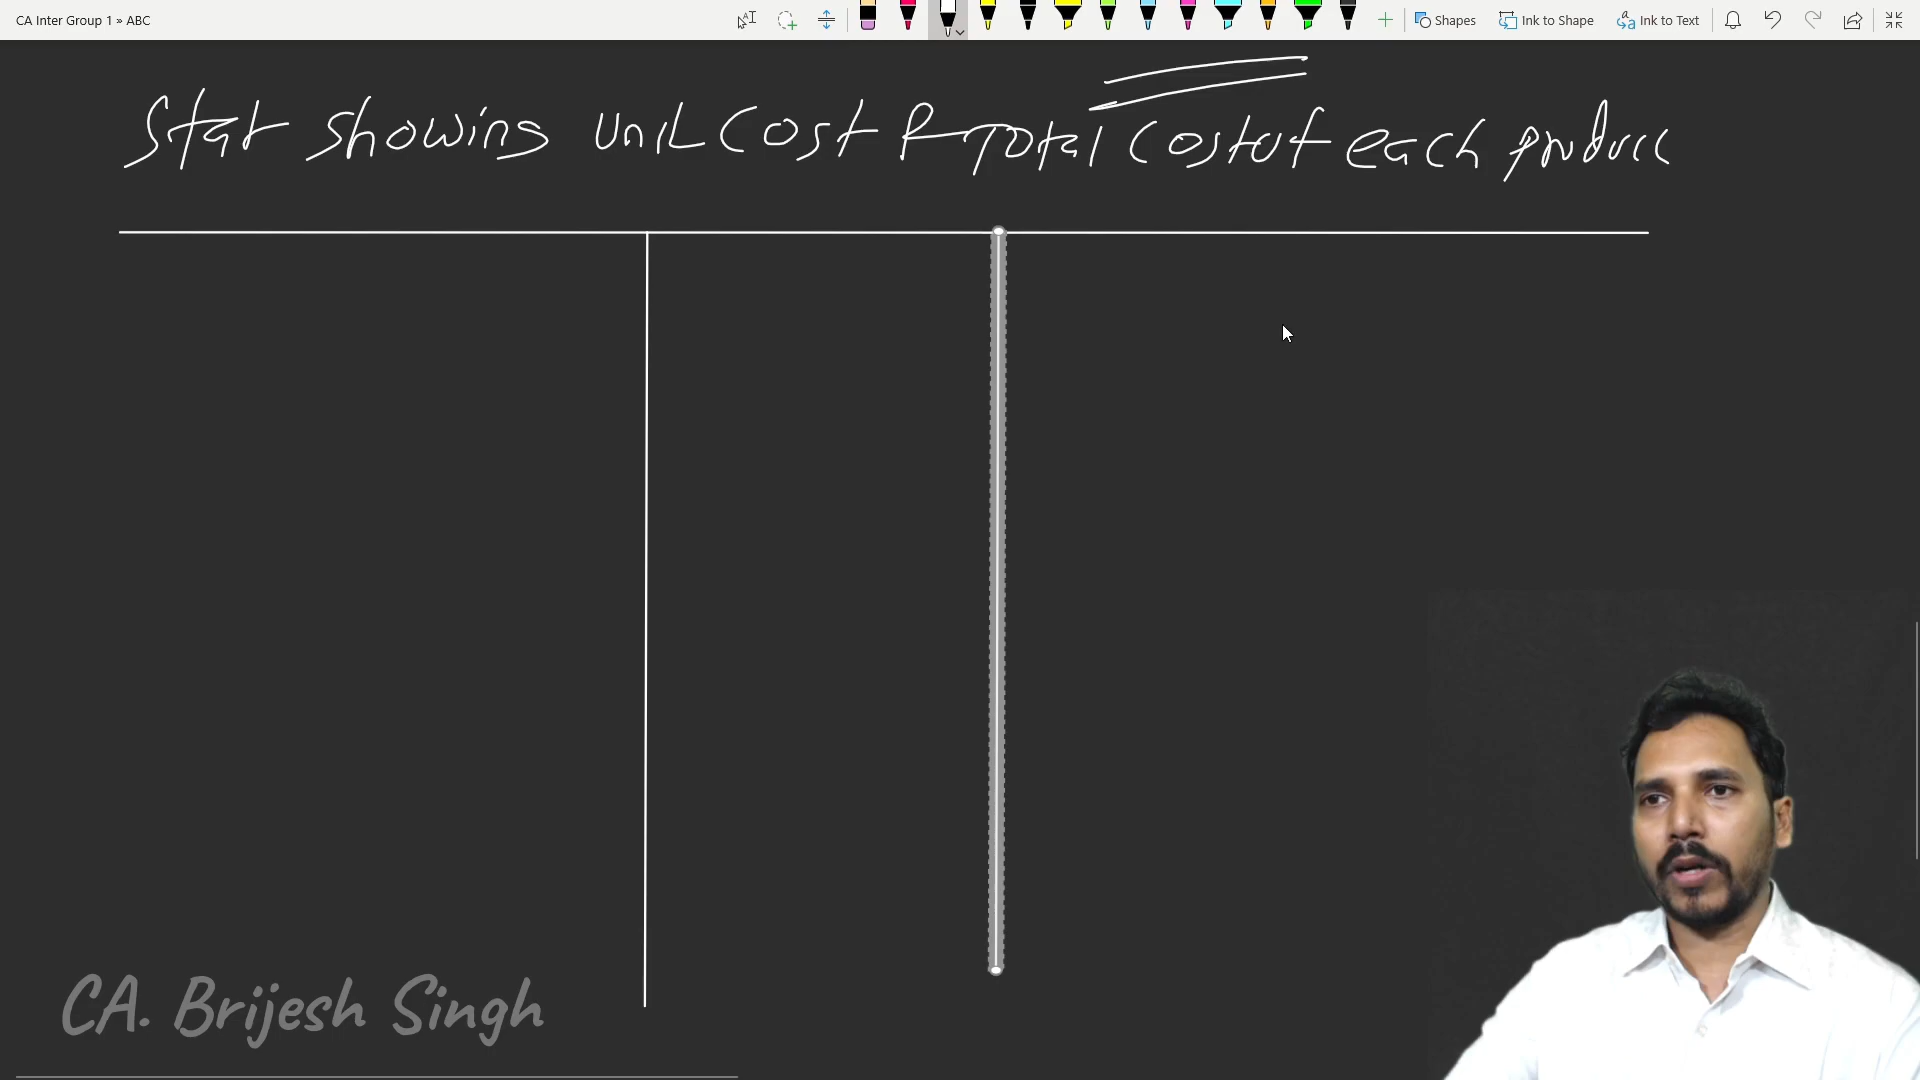 CA Inter Group 1 » ABC
Shapes
Ink to Shape
Ink to Text
Stat showing unit Cost & Total Cost of each product
CA. Brijesh Singh